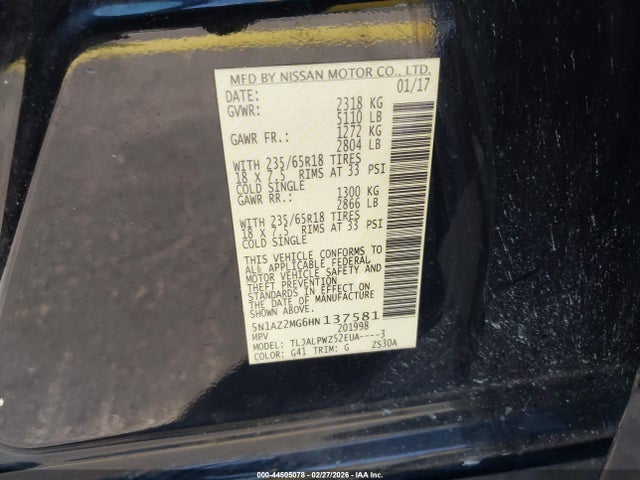 MFD BY NISSAN MOTOR CO., LTD.
DATE: 01/17
GVWR: 2318 KG
5110 LB
GAWR FR.: 1272 KG
2804 LB
WITH 235/65R18 TIRES
18 X 7.5 RIMS AT 33 PSI
COLD SINGLE
GAWR RR.: 1300 KG
2866 LB
WITH 235/65R18 TIRES
18 X 7.5 RIMS AT 33 PSI
COLD SINGLE
THIS VEHICLE CONFORMS TO
ALL APPLICABLE FEDERAL
MOTOR VEHICLE SAFETY AND
THEFT PREVENTION
STANDARDS IN EFFECT ON
THE DATE OF MANUFACTURE
SHOWN ABOVE.
5N1AZ2MG6HN137581
MPV 201998
MODEL: TLJALPWZ52EUA----3
COLOR: G41 TRIM: G ZS30A
000-44505078 - 02/27/2026 - IAA Inc.